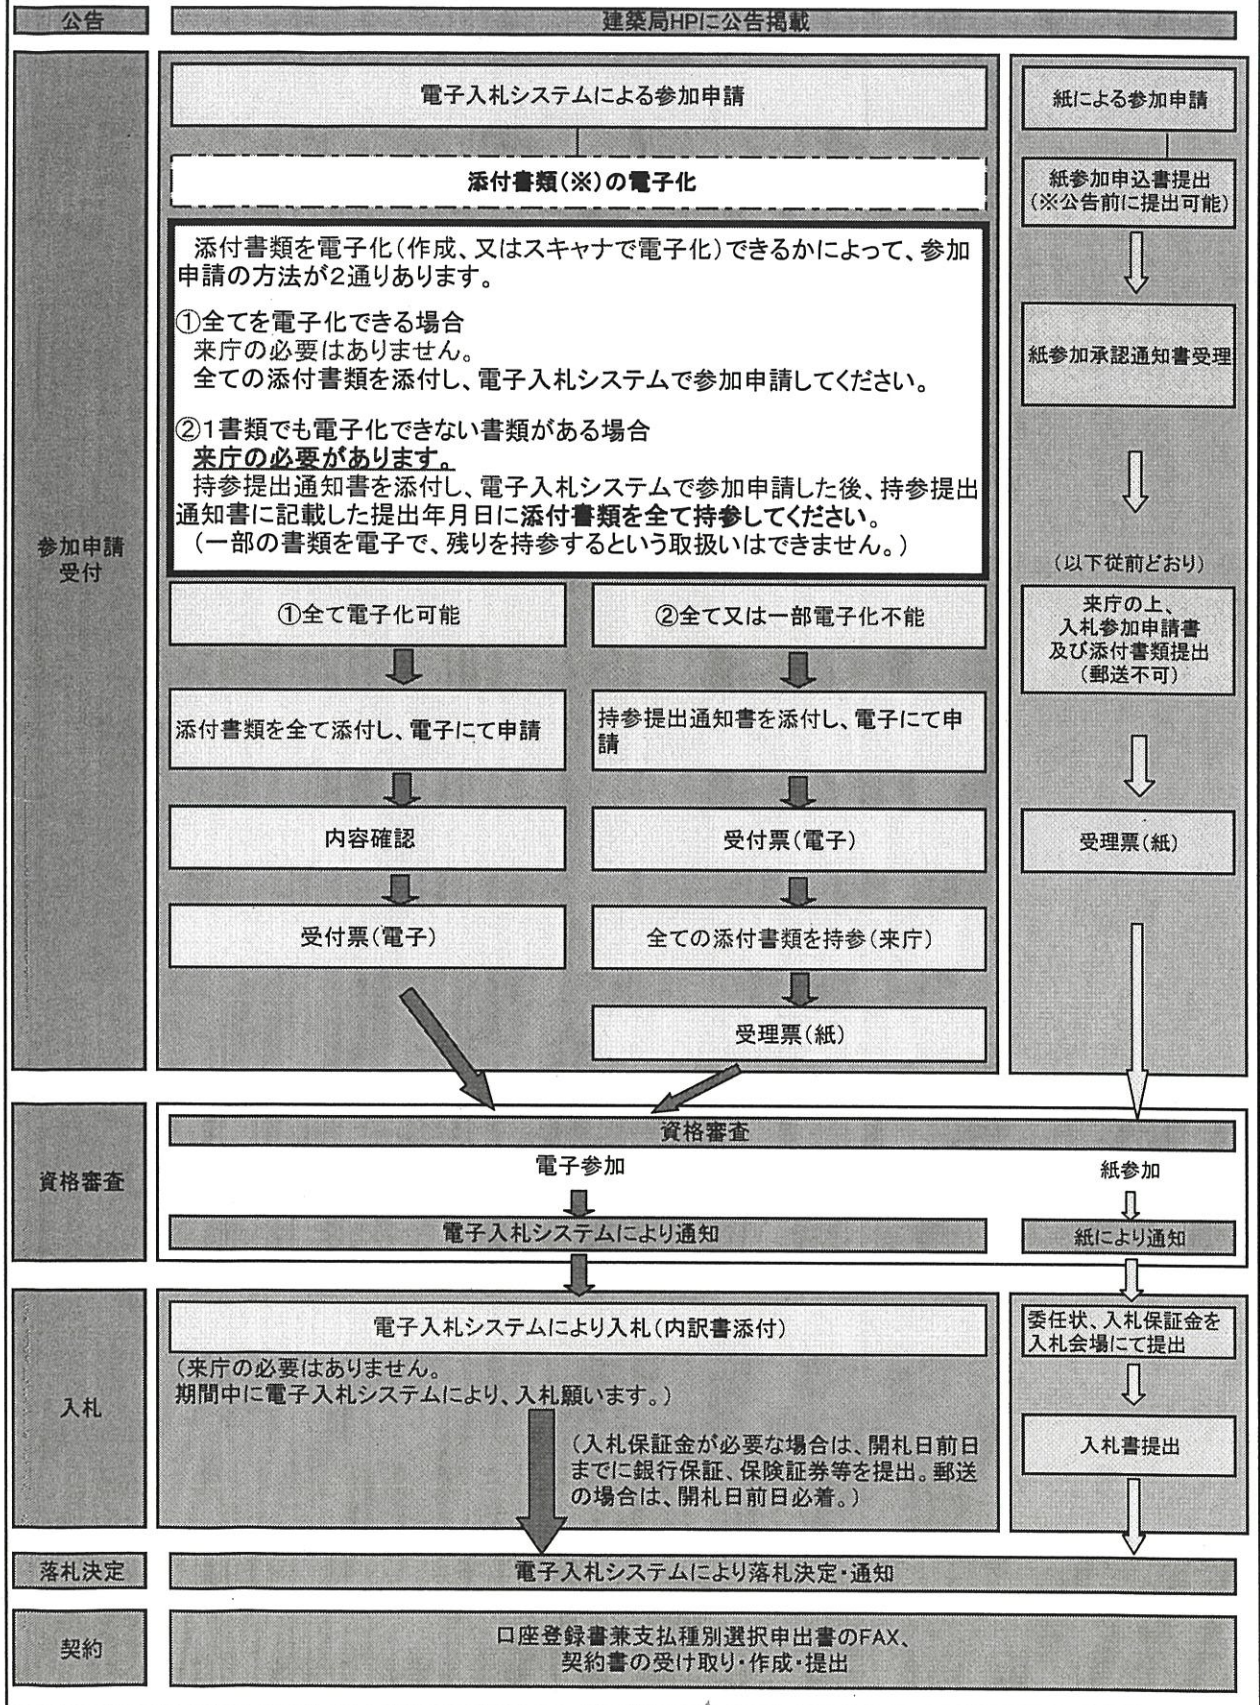 公告
建築局HPに公告掲載
参加申請
受付
電子入札システムによる参加申請
添付書類(※)の電子化
添付書類を電子化(作成、又はスキャナで電子化)できるかによって、参加
申請の方法が2通りあります。
①全てを電子化できる場合
来庁の必要はありません。
全ての添付書類を添付し、電子入札システムで参加申請してください。
②1書類でも電子化できない書類がある場合
来庁の必要があります。
持参提出通知書を添付し、電子入札システムで参加申請した後、持参提出
通知書に記載した提出年月日に添付書類を全て持参してください。
(一部の書類を電子で、残りを持参するという取扱いはできません。)
①全て電子化可能
添付書類を全て添付し、電子にて申請
内容確認
受付票(電子)
②全て又は一部電子化不能
持参提出通知書を添付し、電子にて申
請
受付票(電子)
全ての添付書類を持参(来庁)
受理票(紙)
紙による参加申請
紙参加申込書提出
(※公告前に提出可能)
紙参加承認通知書受理
(以下従前どおり)
来庁の上、
入札参加申請書
及び添付書類提出
(郵送不可)
受理票(紙)
資格審査
資格審査
電子参加
電子入札システムにより通知
紙参加
紙により通知
入札
電子入札システムにより入札(内訳書添付)
(来庁の必要はありません。
期間中に電子入札システムにより、入札願います。)
(入札保証金が必要な場合は、開札日前日
までに銀行保証、保険証券等を提出。郵送
の場合は、開札日前日必着。)
委任状、入札保証金を
入札会場にて提出
入札書提出
落札決定
電子入札システムにより落札決定・通知
契約
口座登録書兼支払種別選択申出書のFAX、
契約書の受け取り・作成・提出